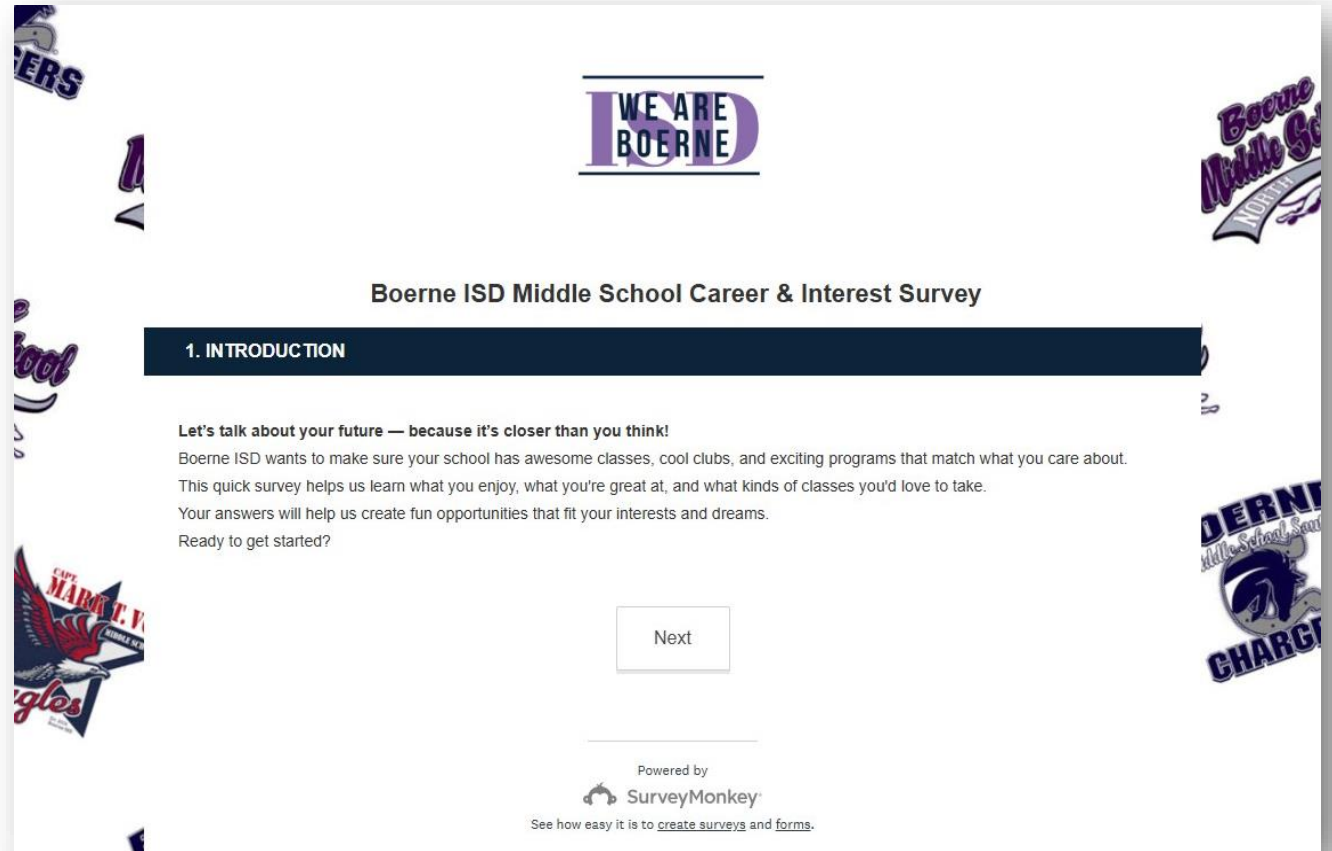 ERS
WE ARE
BOERNE
ISD
Boerne
NORTH
Boerne ISD Middle School Career & Interest Survey
1. INTRODUCTION
Let’s talk about your future — because it’s closer than you think!
Boerne ISD wants to make sure your school has awesome classes, cool clubs, and exciting programs that match what you care about.
This quick survey helps us learn what you enjoy, what you're great at, and what kinds of classes you'd love to take.
Your answers will help us create fun opportunities that fit your interests and dreams.
Ready to get started?
CAPT.
MARK T. V
gles
CHARG
Next
Powered by
SurveyMonkey
See how easy it is to create surveys and forms.